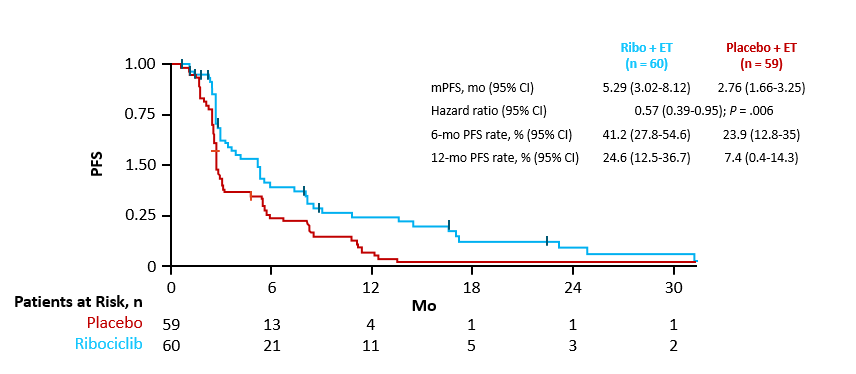 Ribo + ET Placebo + ET
(n = 60) (n = 59)
mPFS, mo (95% CI) 5.29 (3.02-8.12) 2.76 (1.66-3.25)
Hazard ratio (95% CI) 0.57 (0.39-0.95); P = .006
6-mo PFS rate, % (95% CI) 41.2 (27.8-54.6) 23.9 (12.8-35)
12-mo PFS rate, % (95% CI) 24.6 (12.5-36.7) 7.4 (0.4-14.3)
PFS
1.00
0.75
1.50
0.25
0
0 6 12 18 24 30
Mo
Patients at Risk, n
Placebo 59 13 4 1 1 1
Ribociclib 60 21 11 5 3 2